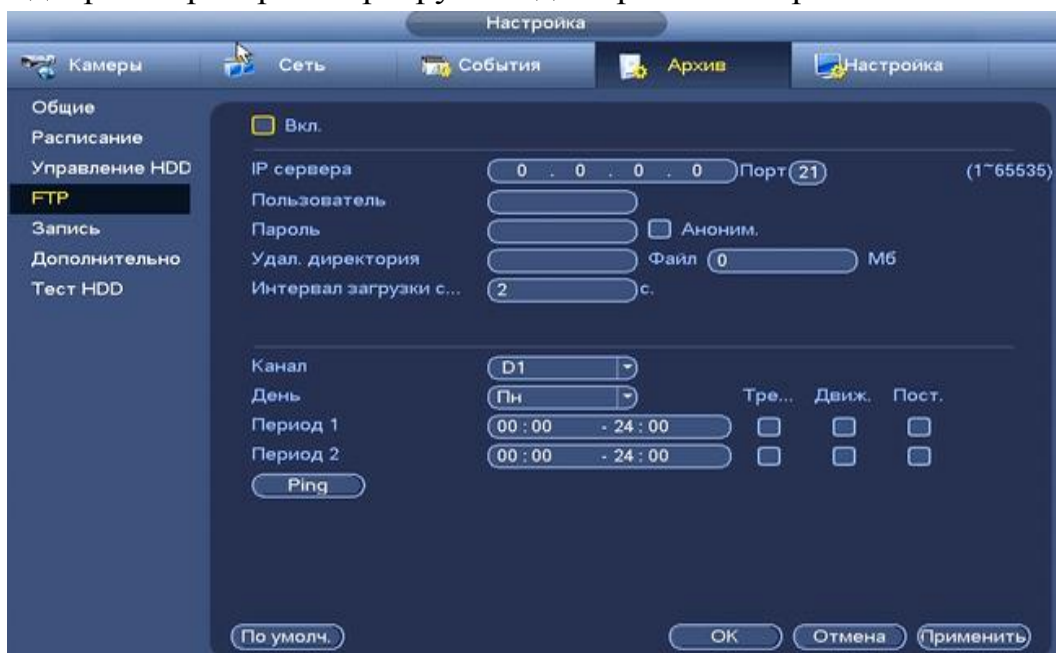 Настройка
Камеры Сеть События Архив Настройка
Общие
Расписание
Управление HDD
FTP
Запись
Дополнительно
Тест HDD
Вкл.
IP сервера 0 . 0 . 0 . 0 Порт 21 (1~65535)
Пользователь
Пароль Аноним.
Удал. директория Файл 0 Мб
Интервал загрузки с... 2 с.
Канал D1
День Пн Тре... Движ. Пост.
Период 1 00 : 00 - 24 : 00
Период 2 00 : 00 - 24 : 00
Ping
По умолч. OK Отмена Применить